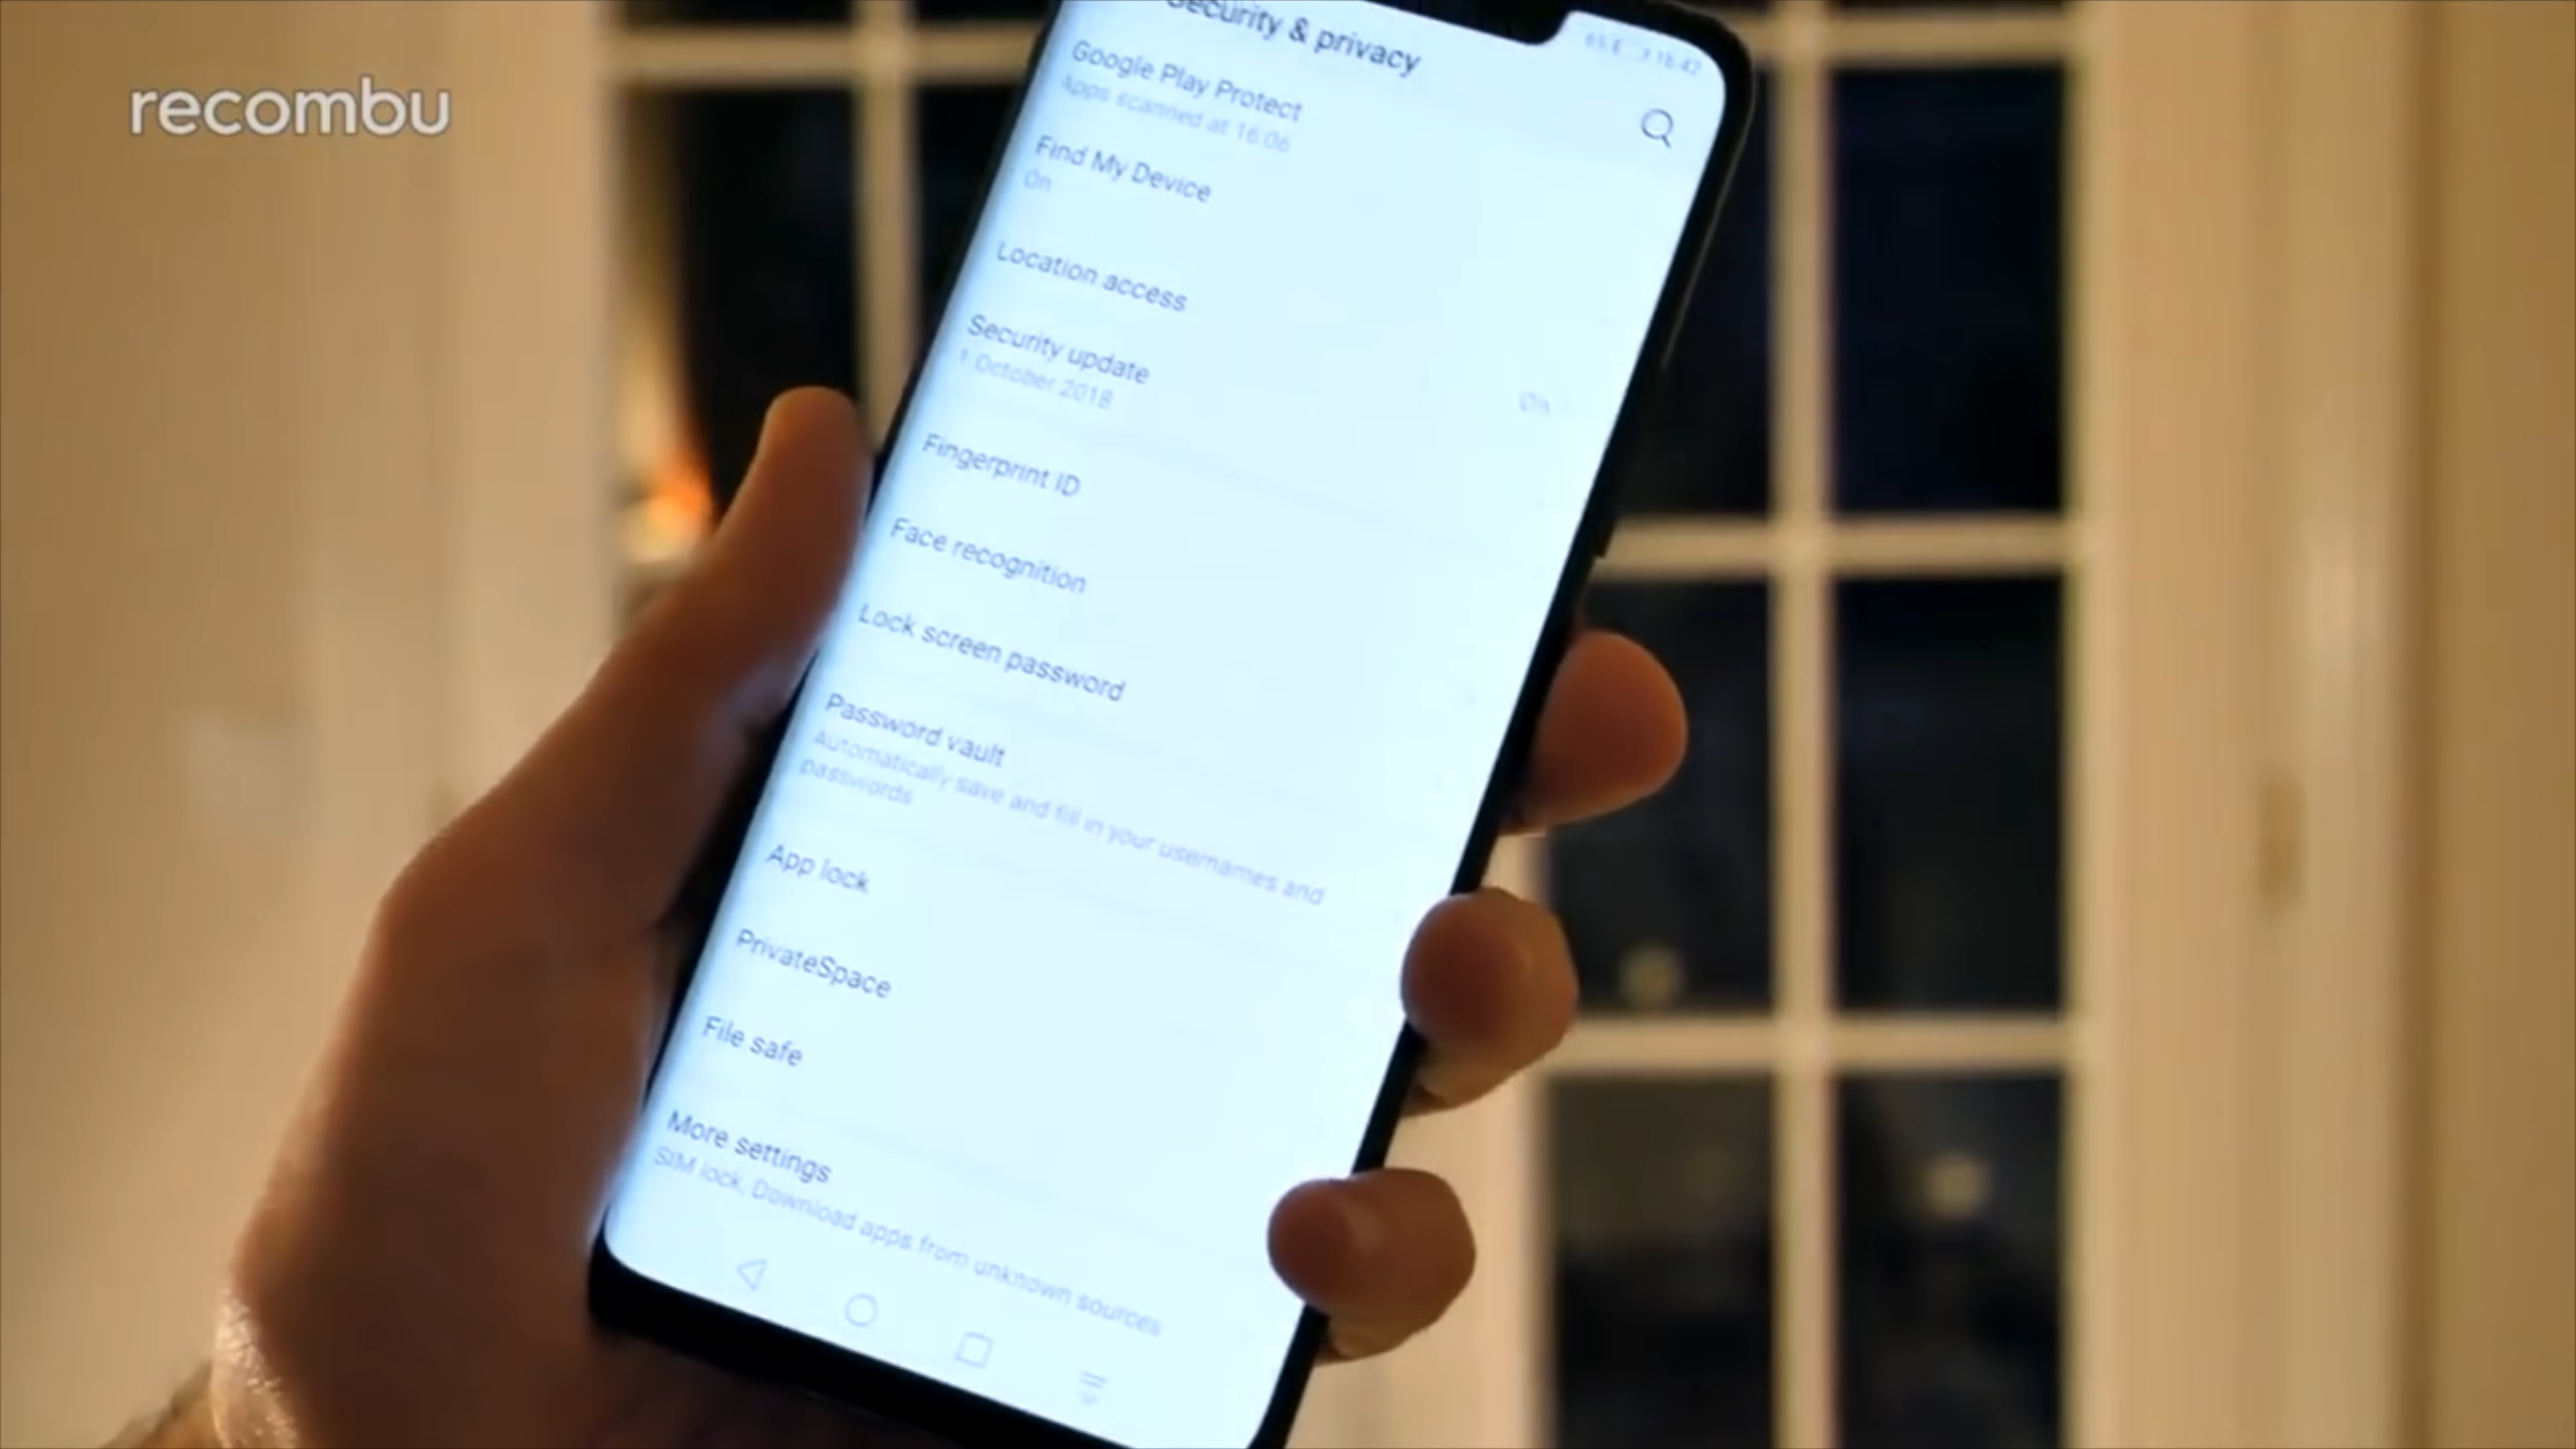 recombu
Security & privacy
Google Play Protect
Apps scanned at 16:06
Find My Device
On
Location access
On
Security update
1 October 2018
Fingerprint ID
Face recognition
Lock screen password
Password vault
Automatically save and fill in your usernames and
passwords
App lock
PrivateSpace
File safe
More settings
SIM lock, Download apps from unknown sources